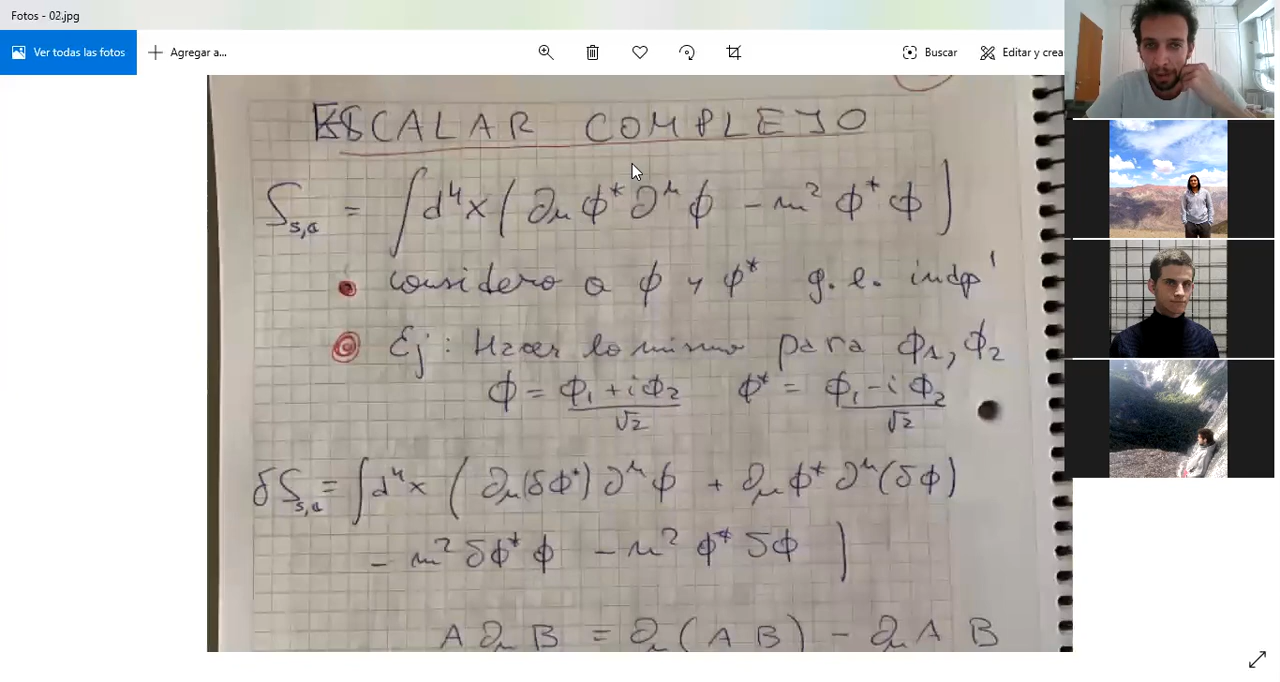 Fotos - 02.jpg
Ver todas las fotos
Agregar a...
Buscar
Editar y crea
ESCALAR COMPLEJO
S_{s,c} = ∫ d⁴x ( ∂_μ ϕ* ∂^μ ϕ - m² ϕ* ϕ )
• considero a ϕ y ϕ* g.l. indp'
Ej : Hacer lo mismo para ϕ₁, ϕ₂
ϕ = (ϕ₁ + iϕ₂)/√2 ϕ* = (ϕ₁ - iϕ₂)/√2
δS_{s,c} = ∫ d⁴x ( ∂_μ(δϕ*) ∂^μ ϕ + ∂_μ ϕ* ∂^μ(δϕ)
- m² δϕ* ϕ - m² ϕ* δϕ )
A ∂_μ B = ∂_μ ( A B ) - ∂_μ A B